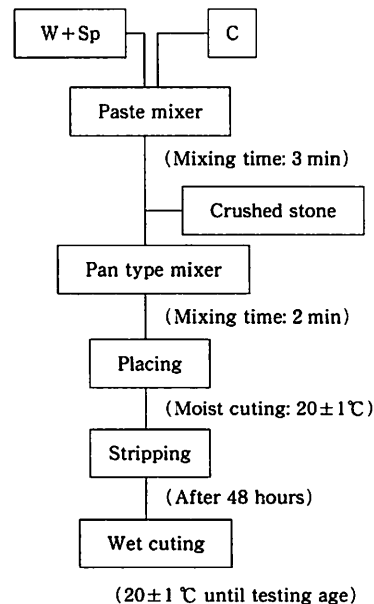 W+Sp
C
Paste mixer
(Mixing time: 3 min)
Crushed stone
Pan type mixer
(Mixing time: 2 min)
Placing
(Moist cuting: 20±1℃)
Stripping
(After 48 hours)
Wet cuting
(20±1 ℃ until testing age)